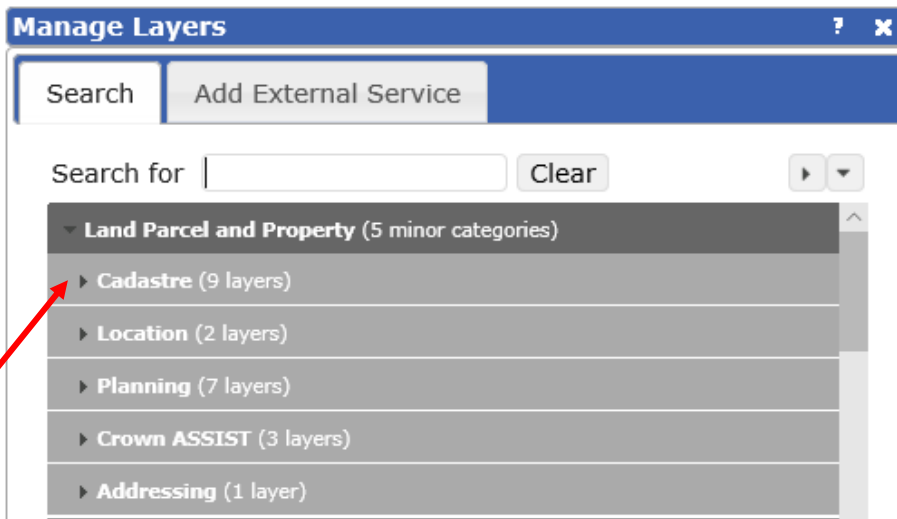 Manage Layers ? ×
Search Add External Service
Search for Clear
Land Parcel and Property (5 minor categories)
Cadastre (9 layers)
Location (2 layers)
Planning (7 layers)
Crown ASSIST (3 layers)
Addressing (1 layer)